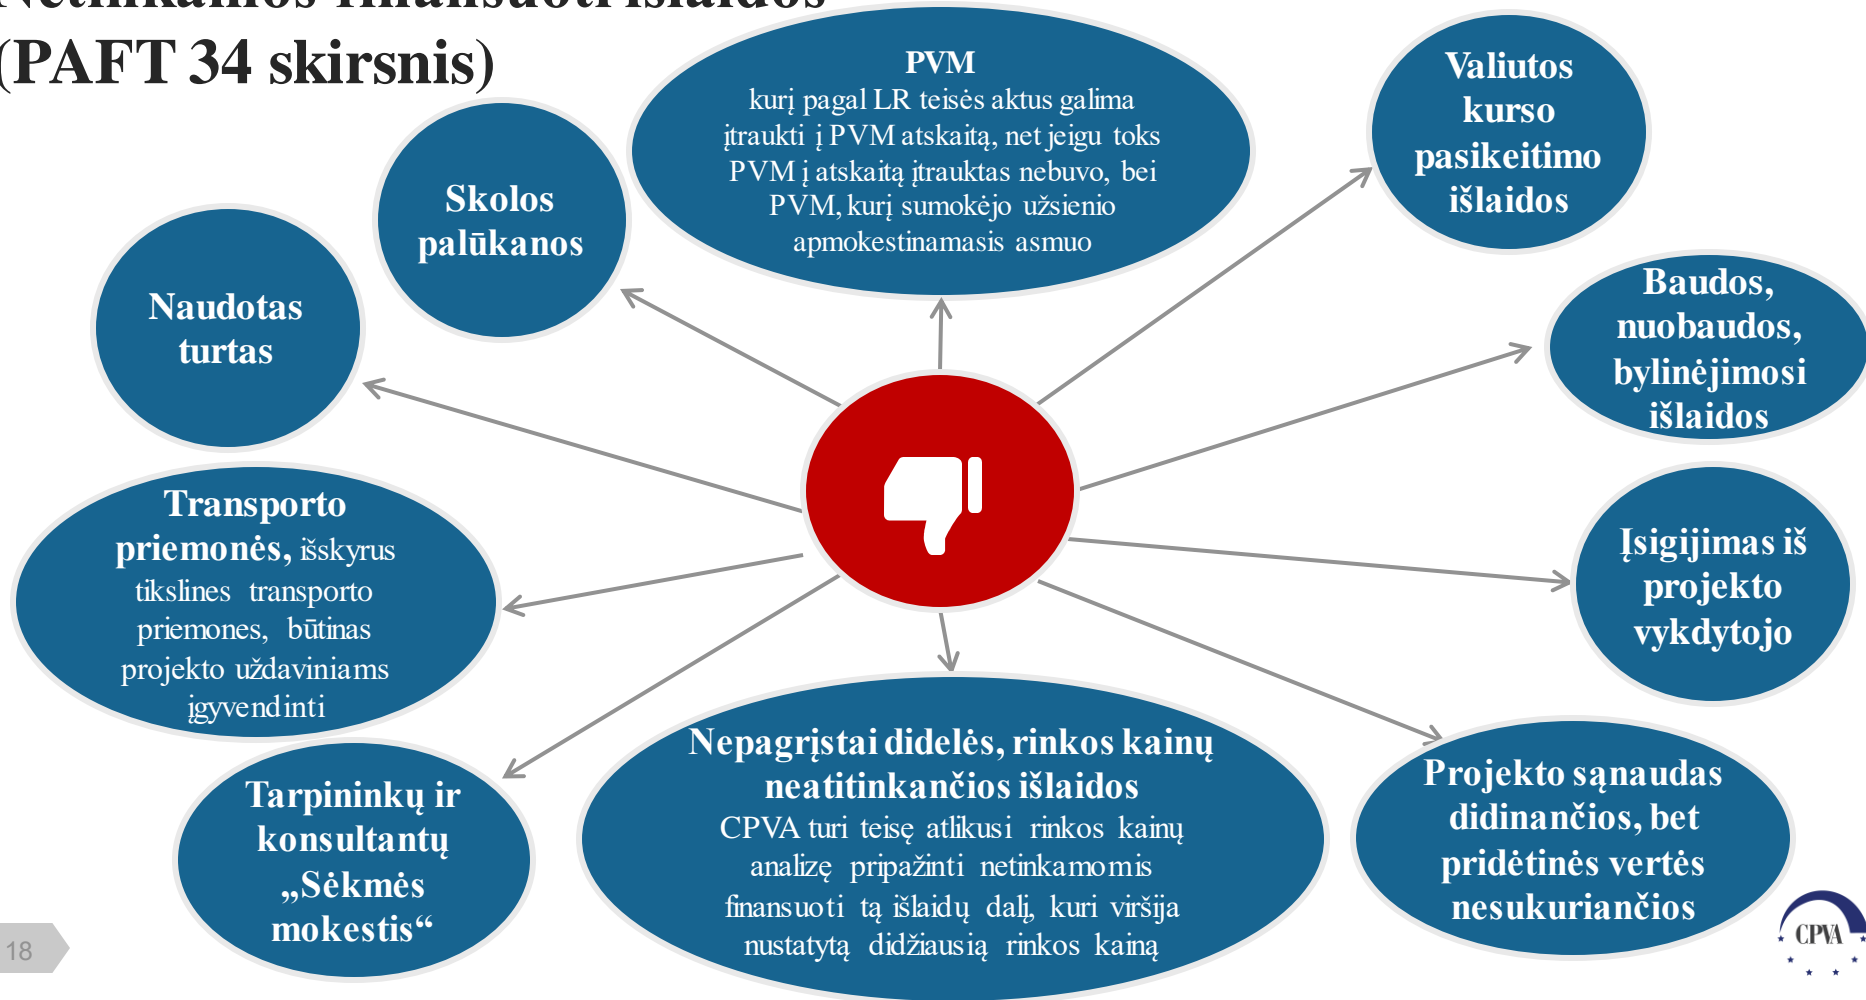 Netinkamos finansuoti išlaidos
(PAFT 34 skirsnis)
PVM
kurį pagal LR teisės aktus galima
įtraukti į PVM atskaitą, net jeigu toks
PVM į atskaitą įtrauktas nebuvo, bei
PVM, kurį sumokėjo užsienio
apmokestinamasis asmuo
Valiutos
kurso
pasikeitimo
išlaidos
Skolos
palūkanos
Naudotas
turtas
Baudos,
nuobaudos,
bylinėjimosi
išlaidos
Transporto
priemonės, išskyrus
tikslines transporto
priemones, būtinas
projekto uždaviniams
įgyvendinti
Įsigijimas iš
projekto
vykdytojo
Tarpininkų ir
konsultantų
„Sėkmės
mokestis“
Nepagrįstai didelės, rinkos kainų
neatitinkančios išlaidos
CPVA turi teisę atlikusi rinkos kainų
analizę pripažinti netinkamomis
finansuoti tą išlaidų dalį, kuri viršija
nustatytą didžiausią rinkos kainą
Projekto sąnaudas
didinančios, bet
pridėtinės vertės
nesukuriančios
18
CPVA